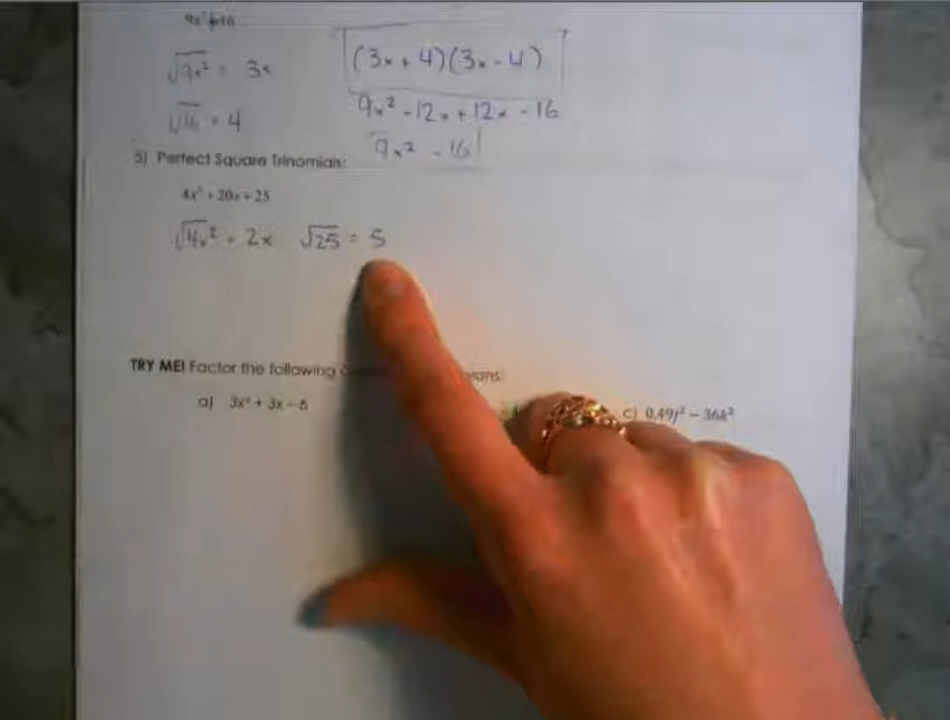 √9x² = 3x (3x + 4)(3x - 4)
√16 = 4 9x² - 12x + 12x - 16
9x² - 16
5) Perfect Square Trinomials:
4x² + 20x + 25
√4x² = 2x √25 = 5
TRY ME! Factor the following
a) 3x² + 3x - 6 c) 0.49j² - 36k²